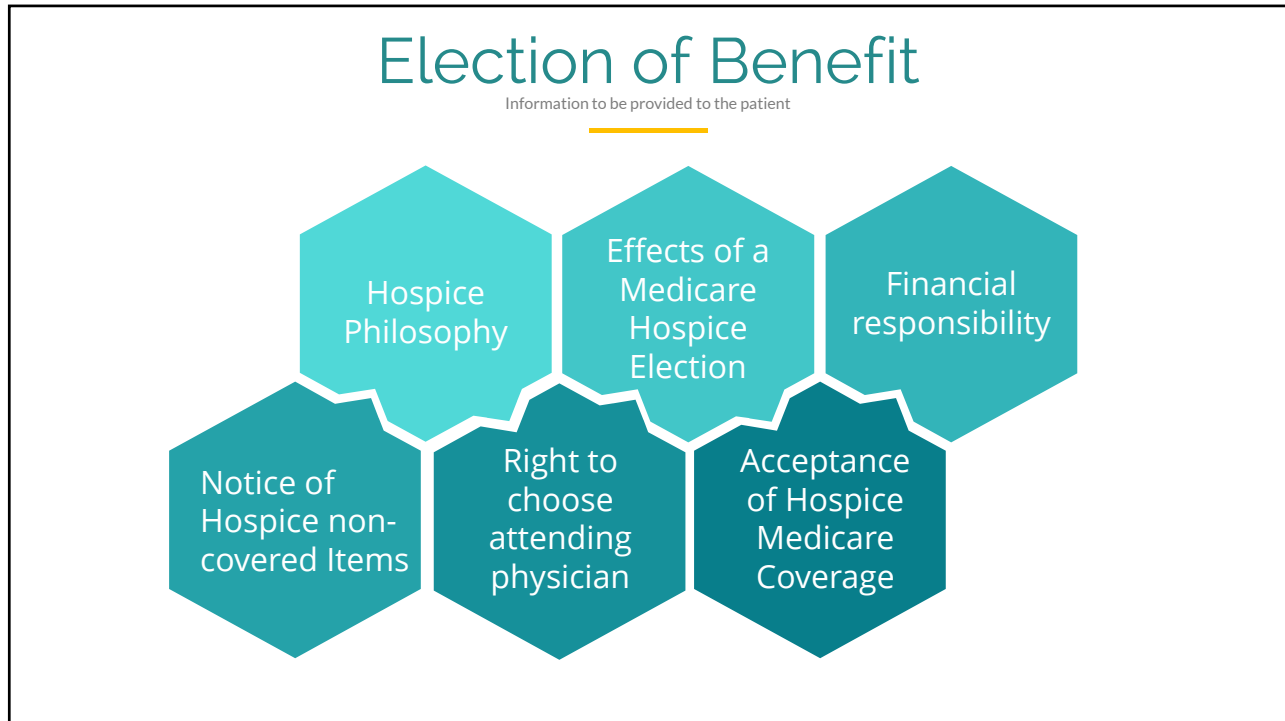 Election of Benefit
Information to be provided to the patient
Hospice
Philosophy
Effects of a
Medicare
Hospice
Election
Financial
responsibility
Notice of
Hospice non-
covered Items
Right to
choose
attending
physician
Acceptance
of Hospice
Medicare
Coverage